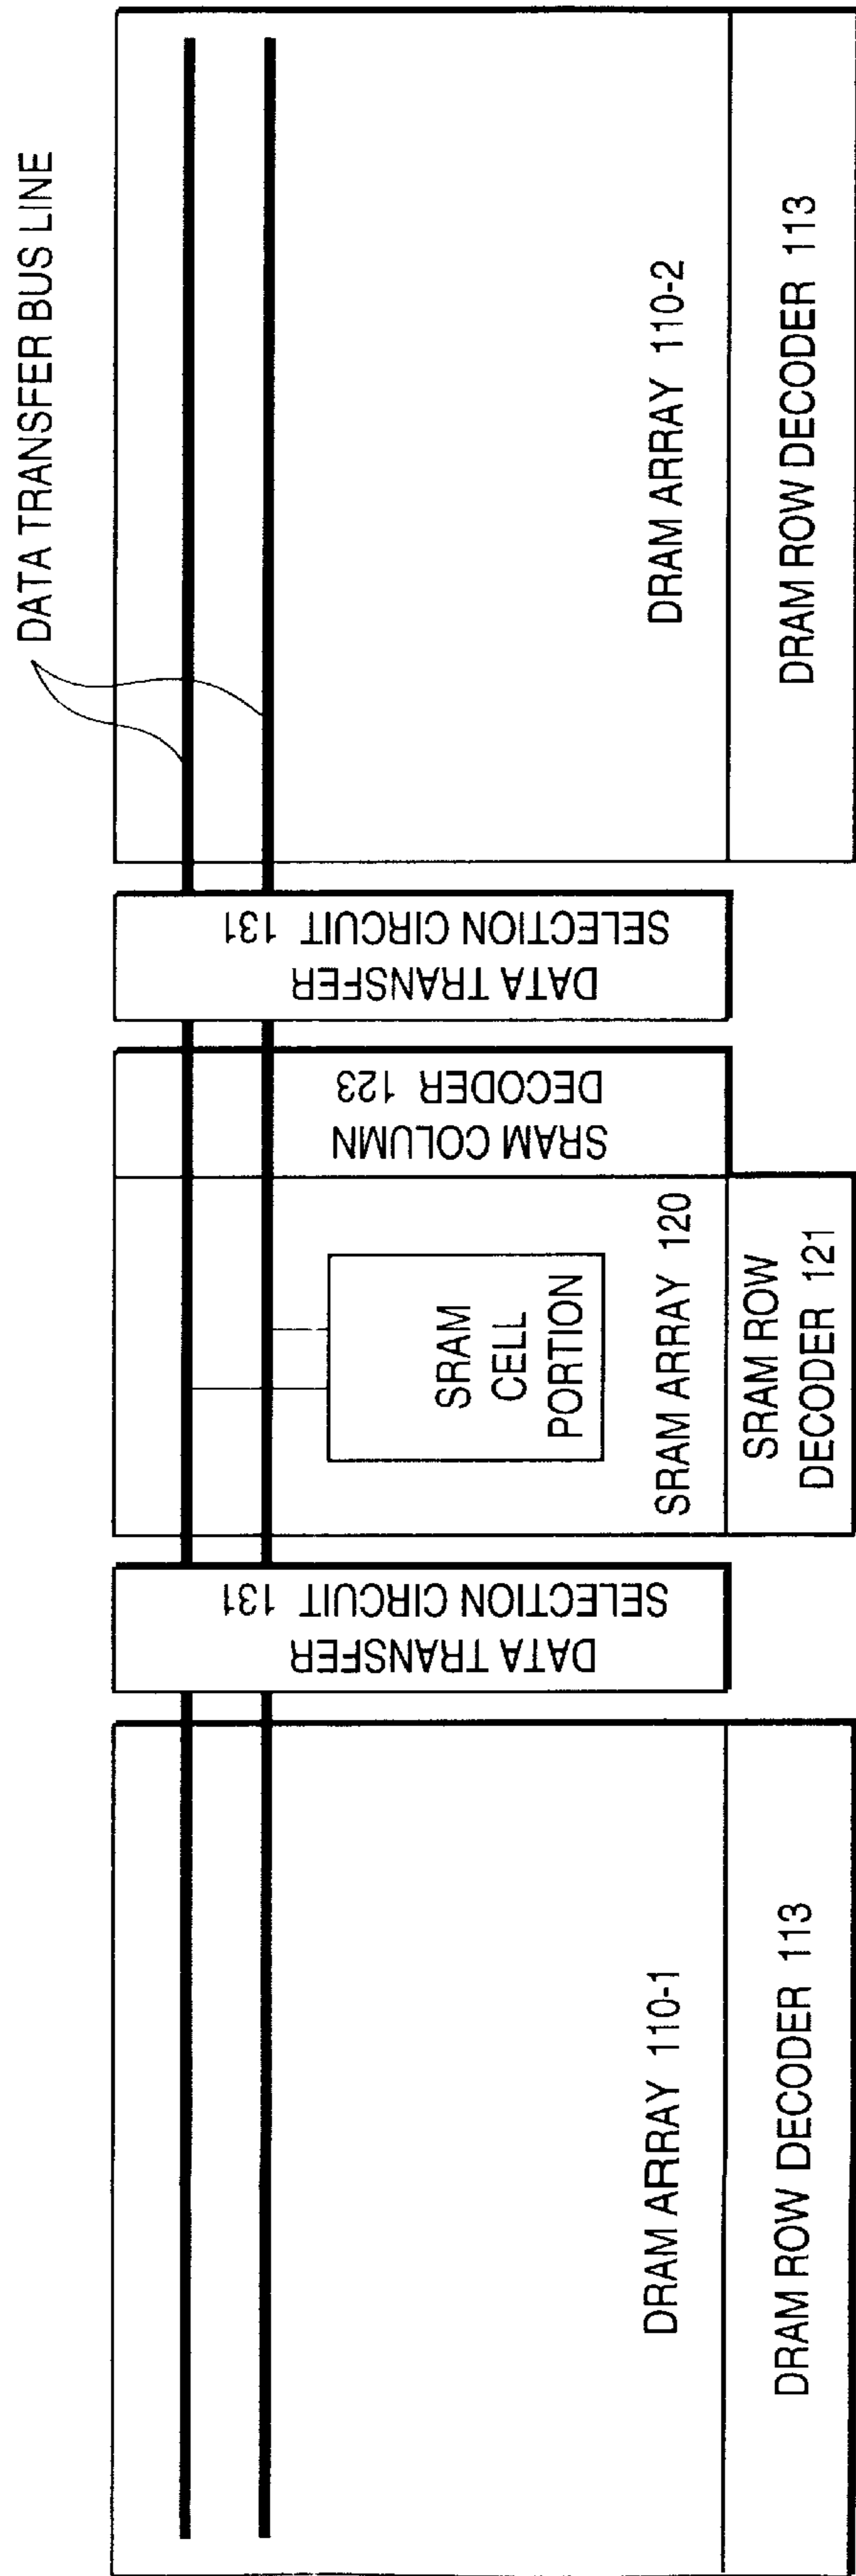 DATA TRANSFER BUS LINE
DRAM ARRAY 110-1
DRAM ROW DECODER 113
DATA TRANSFER
SELECTION CIRCUIT 131
SRAM
CELL
PORTION
SRAM ARRAY 120
SRAM ROW
DECODER 121
SRAM COLUMN
DECODER 123
DATA TRANSFER
SELECTION CIRCUIT 131
DRAM ARRAY 110-2
DRAM ROW DECODER 113